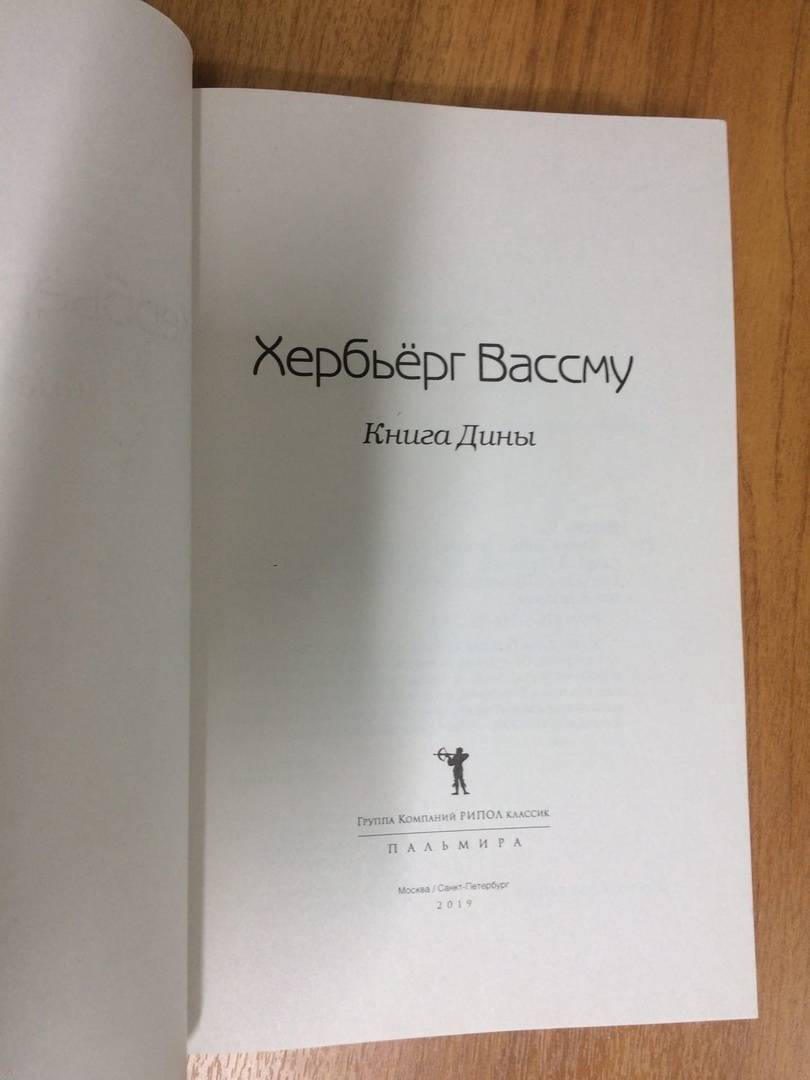 Хербьёрг Вассму
Книга Дины
Группа Компаний РИПОЛ классик
ПАЛЬМИРА
Москва / Санкт-Петербург
2019